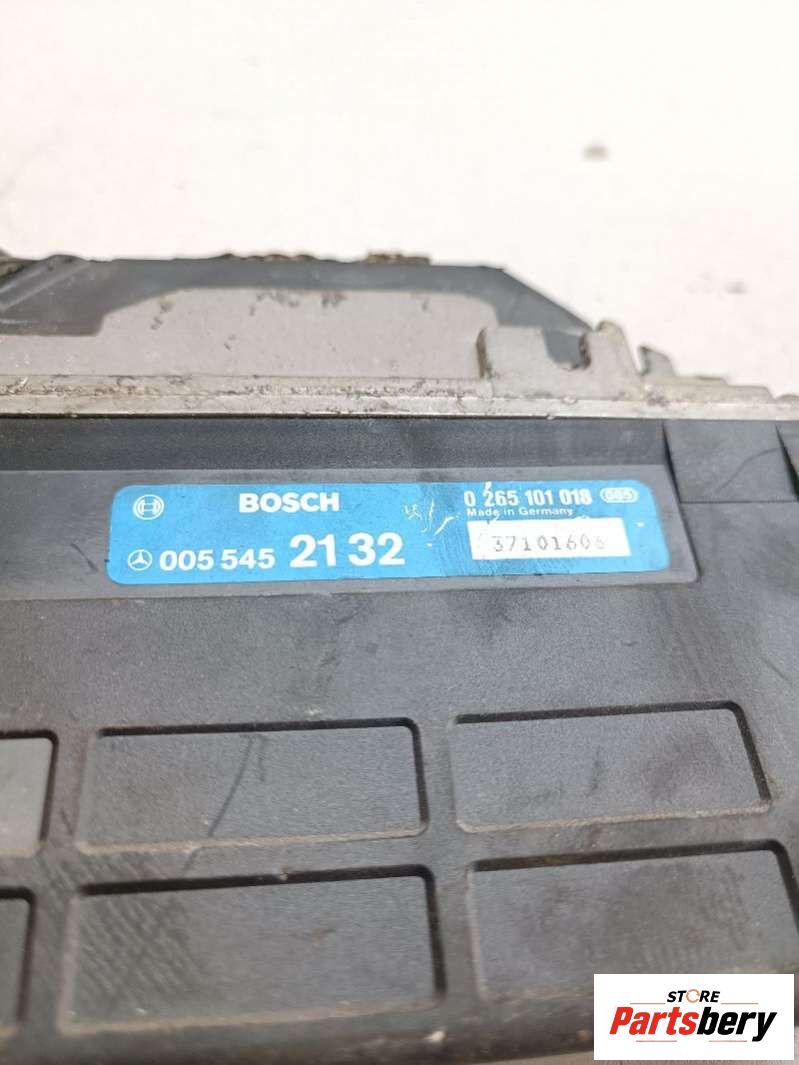 BOSCH
0 265 101 018
Made in Germany
005 545 21 32
37101606
STORE
Partsbery